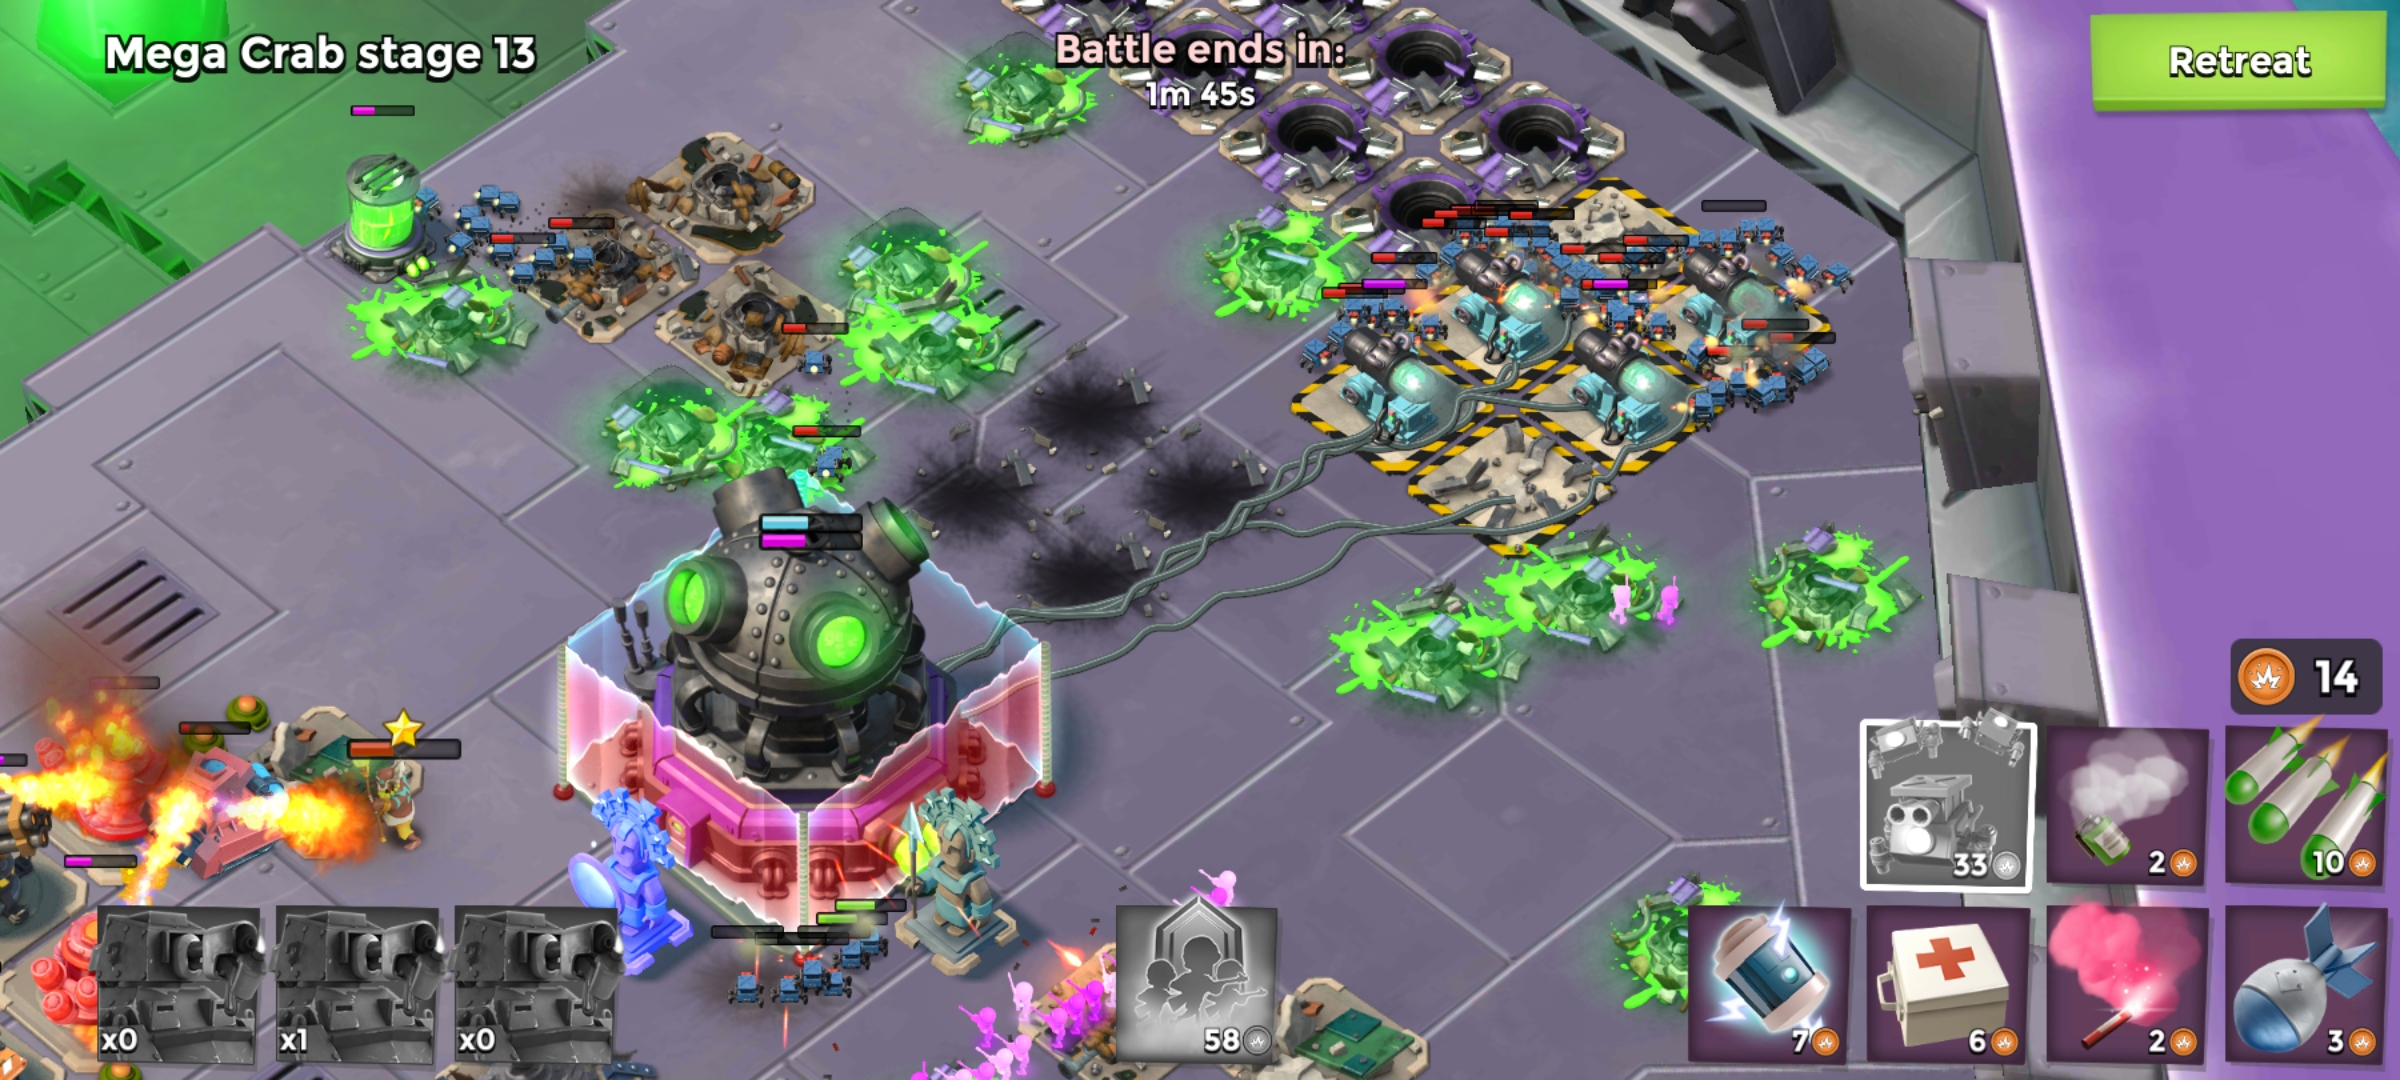 Mega Crab stage 13
Battle ends in:
1m 45s
Retreat
14
33
2
10
x0
x1
x0
58
7
6
2
3